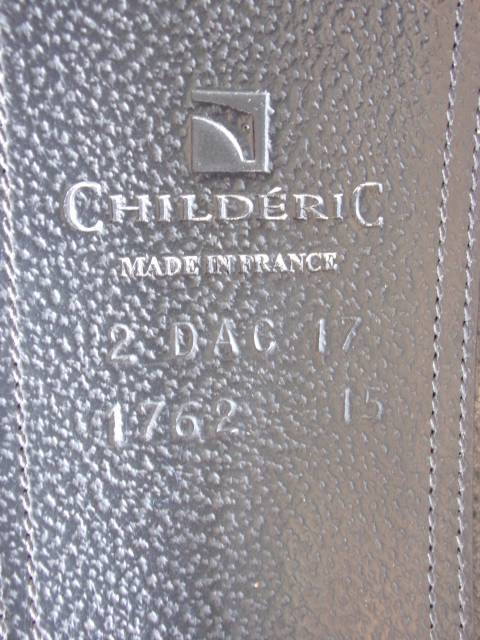 CHILDÉRIC
MADE IN FRANCE
2 DAC 17
1762 15